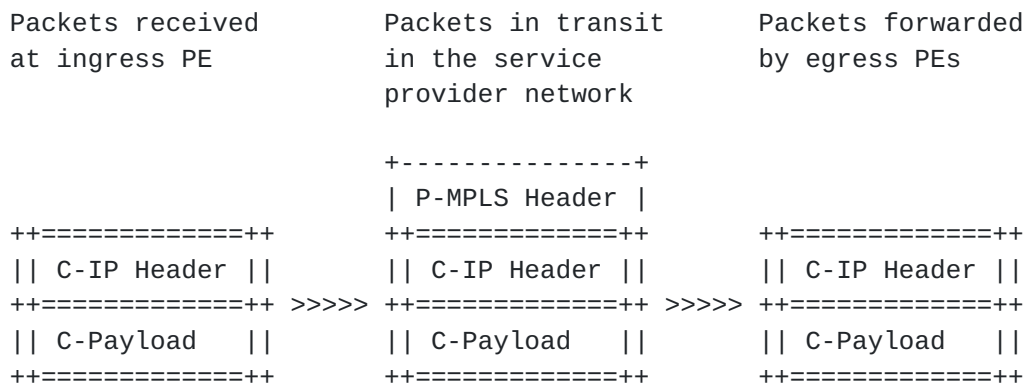 Packets received        Packets in transit      Packets forwarded
at ingress PE           in the service          by egress PEs
                        provider network

                        +---------------+
                        | P-MPLS Header |
++=============++       ++=============++       ++=============++
|| C-IP Header ||       || C-IP Header ||       || C-IP Header ||
++=============++ >>>>> ++=============++ >>>>> ++=============++
|| C-Payload   ||       || C-Payload   ||       || C-Payload   ||
++=============++       ++=============++       ++=============++